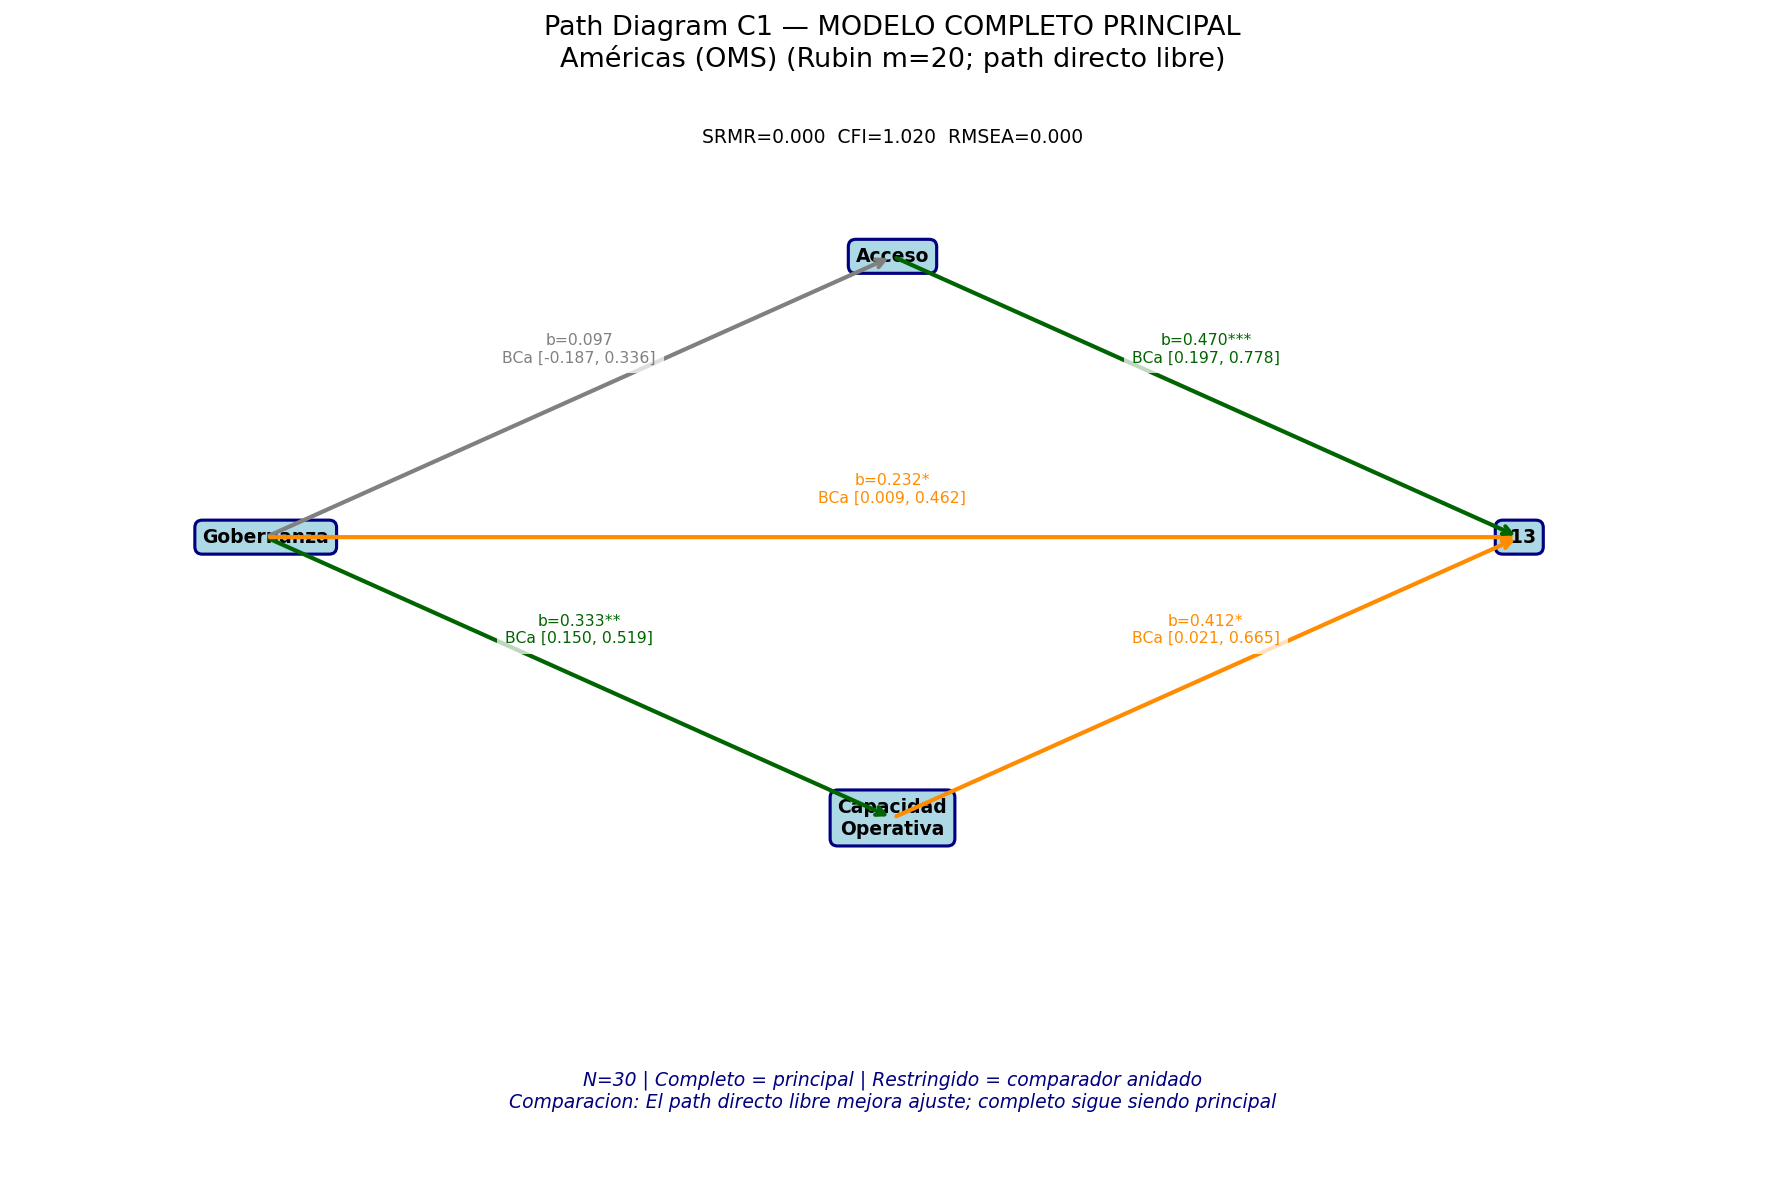 Path Diagram C1 — MODELO COMPLETO PRINCIPAL
Américas (OMS) (Rubin m=20; path directo libre)
SRMR=0.000  CFI=1.020  RMSEA=0.000
Acceso
b=0.097
BCa [-0.187, 0.336]
b=0.470***
BCa [0.197, 0.778]
b=0.232*
BCa [0.009, 0.462]
Gobernanza
13
b=0.333**
BCa [0.150, 0.519]
b=0.412*
BCa [0.021, 0.665]
Capacidad
Operativa
N=30 | Completo = principal | Restringido = comparador anidado
Comparacion: El path directo libre mejora ajuste; completo sigue siendo principal